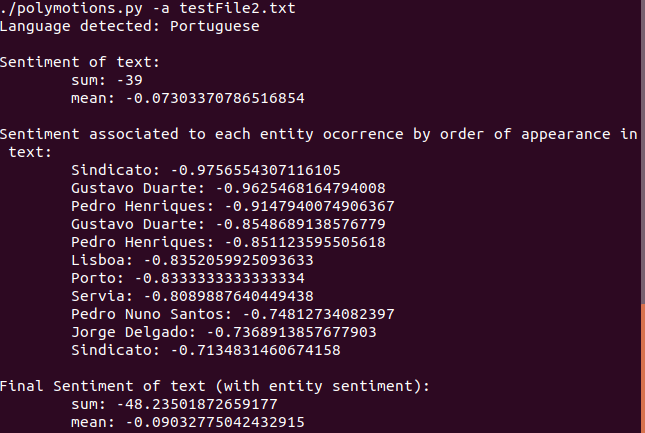 ./polymotions.py -a testFile2.txt
Language detected: Portuguese
Sentiment of text:
sum: -39
mean: -0.07303370786516854
Sentiment associated to each entity ocorrence by order of appearance in
text:
Sindicato: -0.9756554307116105
Gustavo Duarte: -0.9625468164794008
Pedro Henriques: -0.9147940074906367
Gustavo Duarte: -0.8548689138576779
Pedro Henriques: -0.851123595505618
Lisboa: -0.8352059925093633
Porto: -0.8333333333333334
Servia: -0.8089887640449438
Pedro Nuno Santos: -0.74812734082397
Jorge Delgado: -0.7368913857677903
Sindicato: -0.7134831460674158
Final Sentiment of text (with entity sentiment):
sum: -48.23501872659177
mean: -0.09032775042432915